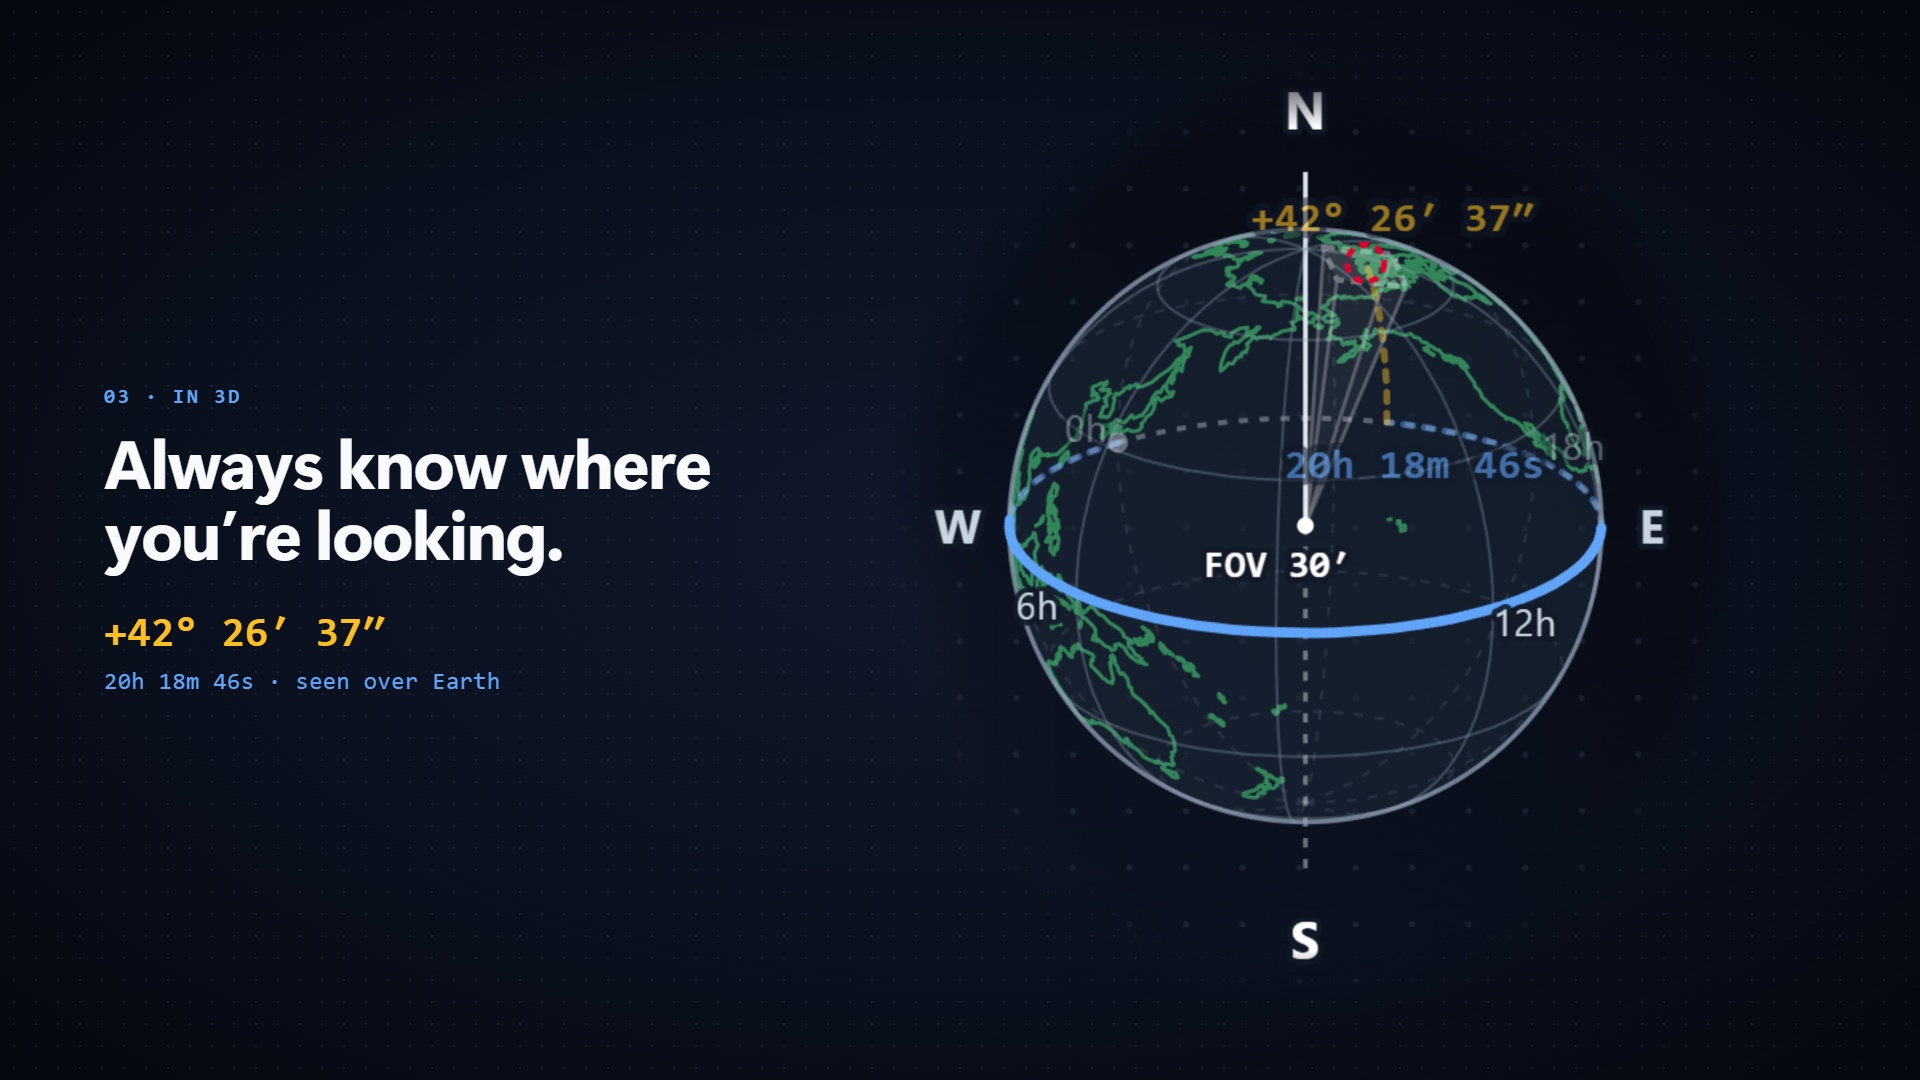 03 · IN 3D
Always know where
you’re looking.
+42° 26′ 37″
20h 18m 46s · seen over Earth
N
+42° 26′ 37″
0h
18h
20h 18m 46s
W
E
FOV 30′
6h
12h
S